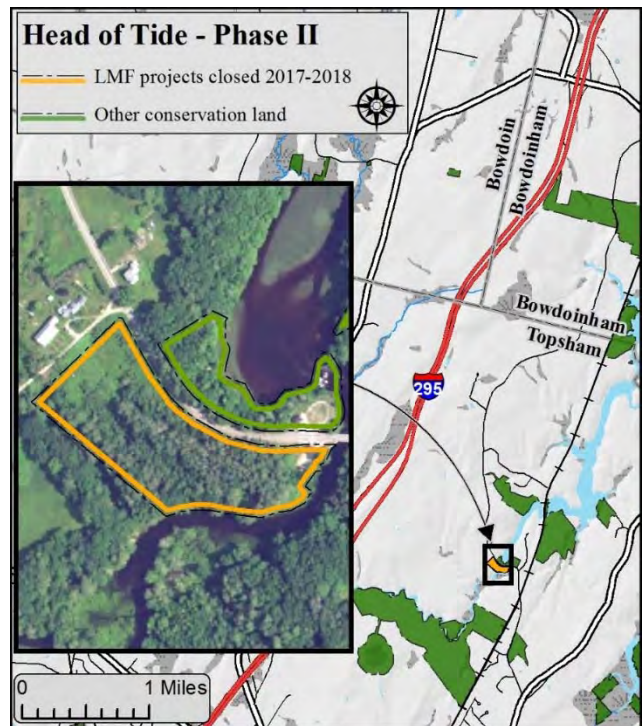 Head of Tide - Phase II
LMF projects closed 2017-2018
Other conservation land
Bowdoin
Bowdoinham
Bowdoinham
Topsham
295
0 1 Miles